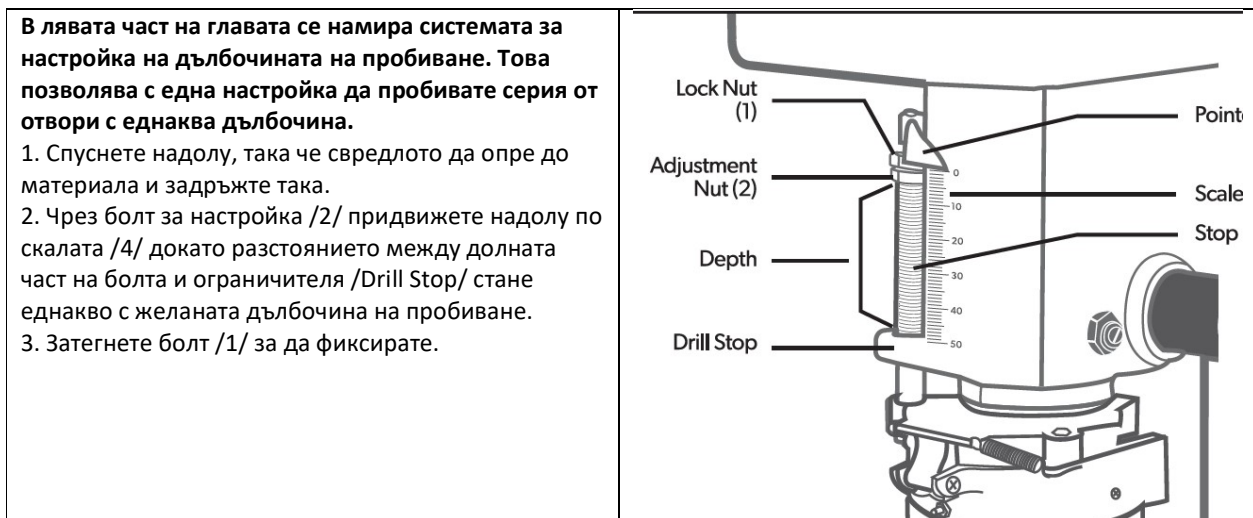 В лявата част на главата се намира системата за
настройка на дълбочината на пробиване. Това
позволява с една настройка да пробивате серия от
отвори с еднаква дълбочина.
1. Спуснете надолу, така че свредлото да опре до
материала и задръжте така.
2. Чрез болт за настройка /2/ придвижете надолу по
скалата /4/ докато разстоянието между долната
част на болта и ограничителя /Drill Stop/ стане
еднакво с желаната дълбочина на пробиване.
3. Затегнете болт /1/ за да фиксирате.
Lock Nut
(1)
Adjustment
Nut (2)
Depth
Drill Stop
0
10
20
30
40
50
Scale
Stop